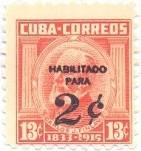 CUBA·CORREOS
HABILITADO
PARA
2¢
1833-1915
13¢ 13¢